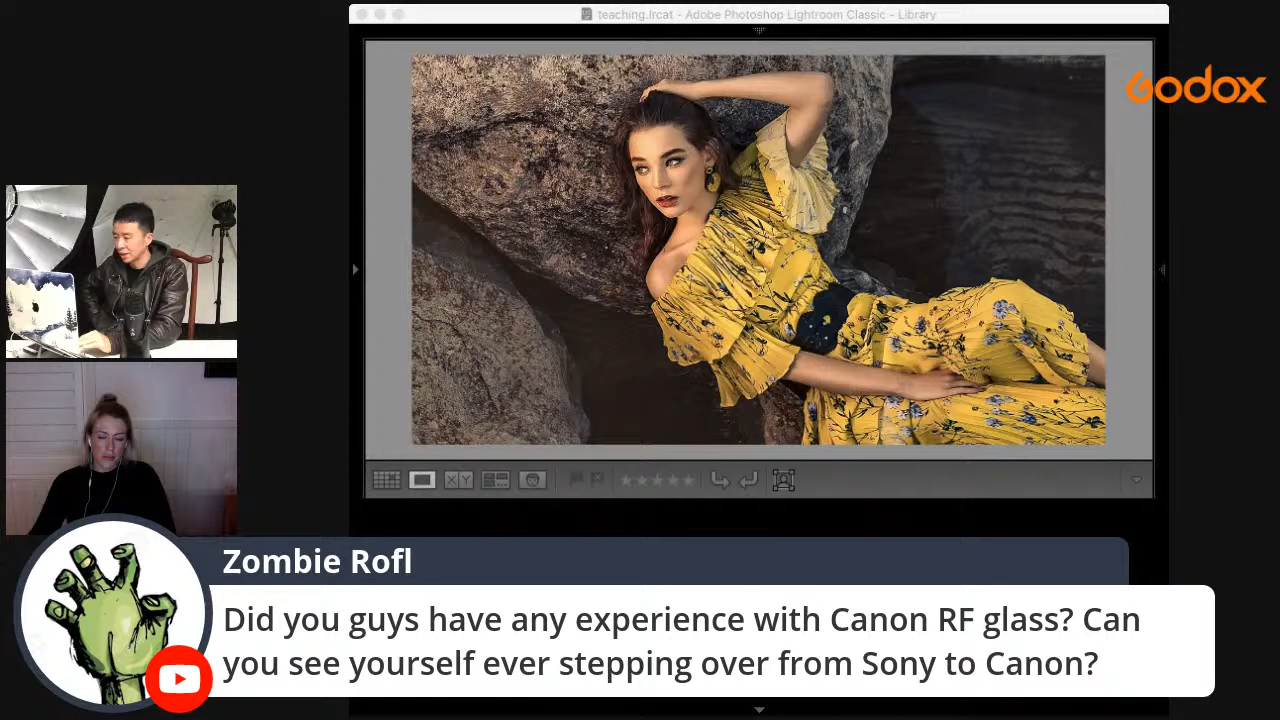 teaching.lrcat - Adobe Photoshop Lightroom Classic - Library
Godox
XY
Zombie Rofl
Did you guys have any experience with Canon RF glass? Can
you see yourself ever stepping over from Sony to Canon?